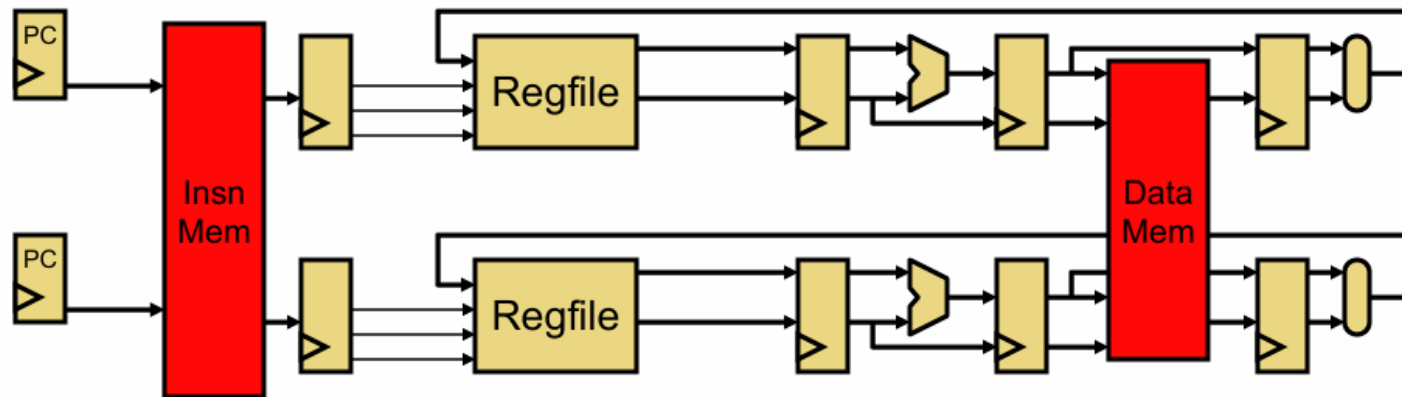 PC
Regfile
Insn
Mem
Data
Mem
PC
Regfile